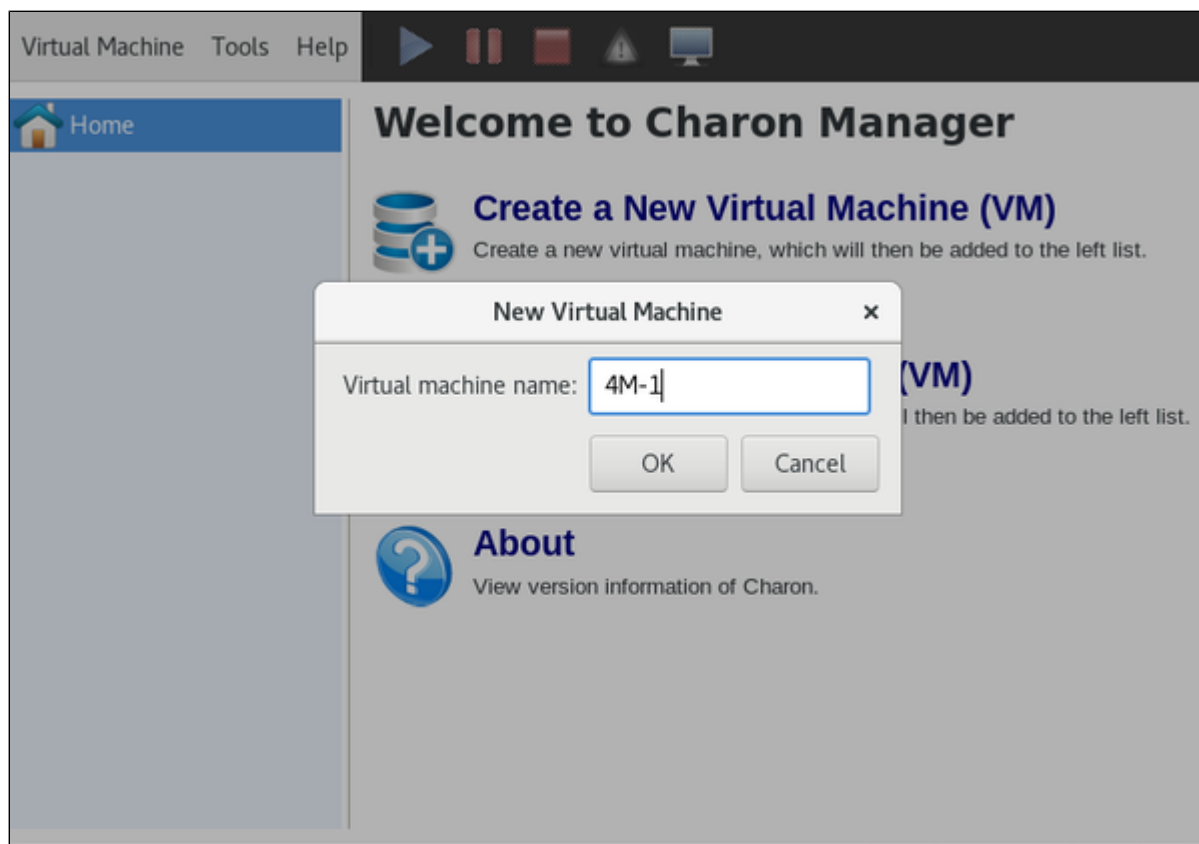 Virtual Machine Tools Help
Home
Welcome to Charon Manager
Create a New Virtual Machine (VM)
Create a new virtual machine, which will then be added to the left list.
New Virtual Machine
Virtual machine name: 4M-1
OK Cancel
(VM)
then be added to the left list.
About
View version information of Charon.